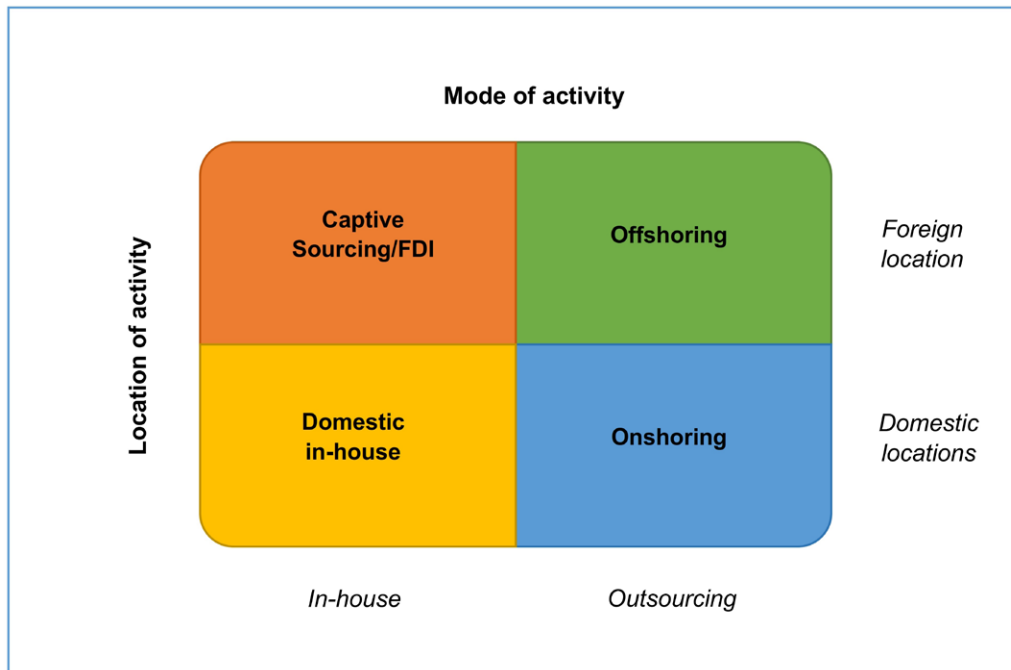 Mode of activity
Location of activity
Captive
Sourcing/FDI
Offshoring
Foreign
location
Domestic
in-house
Onshoring
Domestic
locations
In-house
Outsourcing